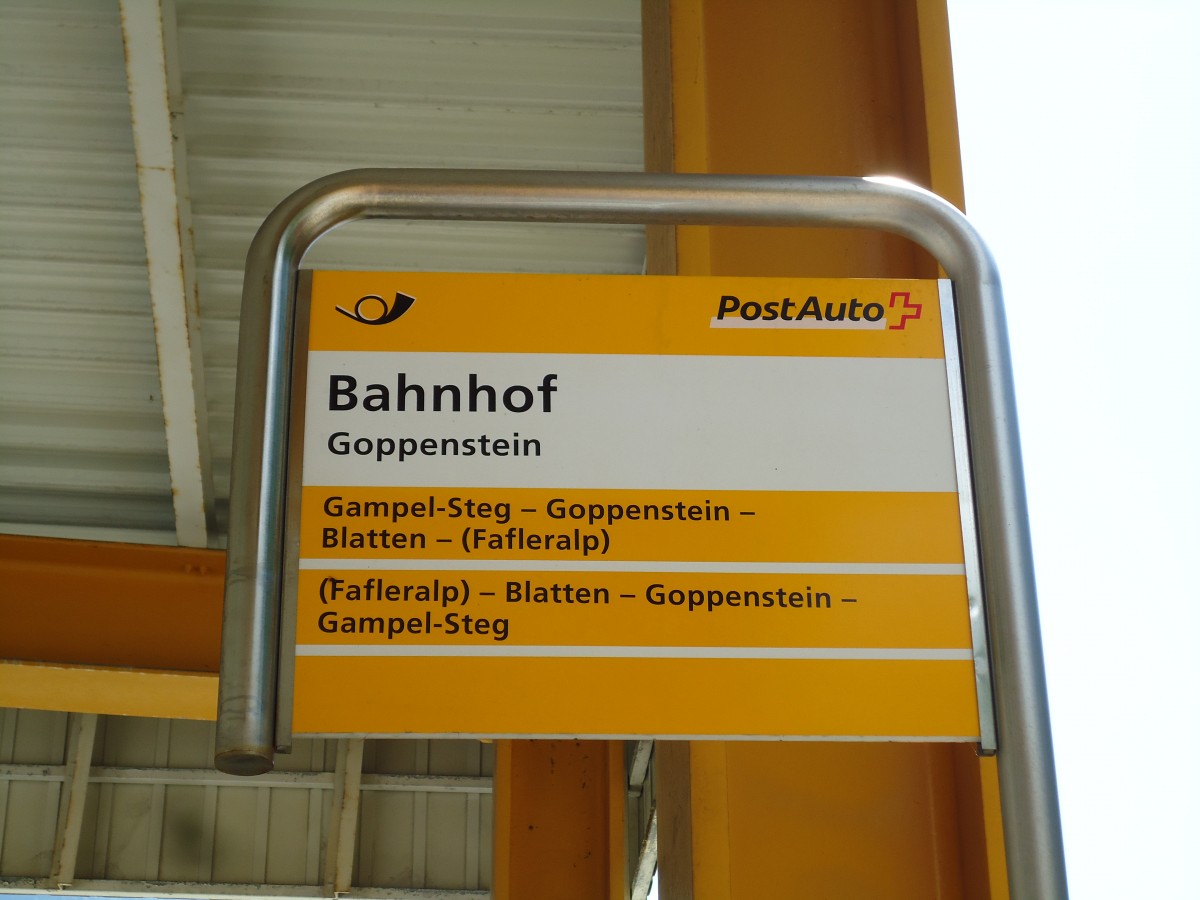 PostAuto
Bahnhof
Goppenstein
Gampel-Steg – Goppenstein –
Blatten – (Fafleralp)
(Fafleralp) – Blatten – Goppenstein –
Gampel-Steg